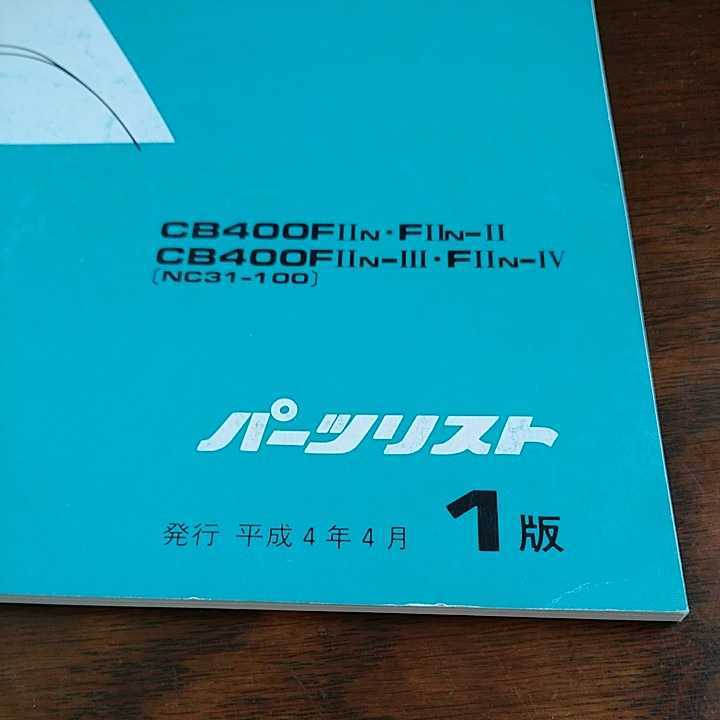 CB400FIIN・FIIN-II
CB400FIIN-III・FIIN-IV
〔NC31-100〕
パーツリスト
発行 平成4年4月 1版